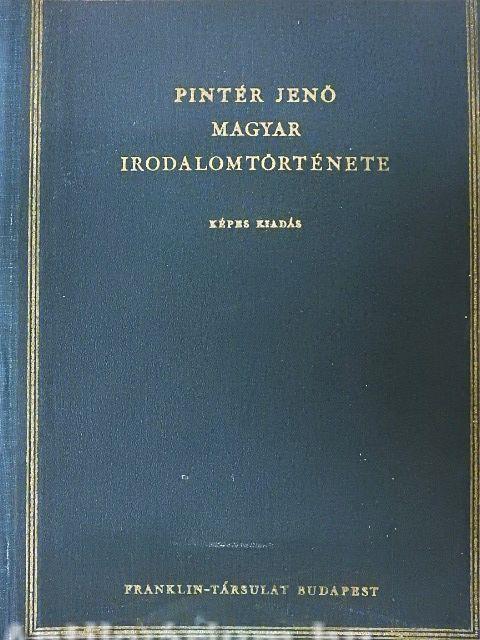 PINTÉR JENŐ
MAGYAR
IRODALOMTÖRTÉNETE
KÉPES KIADÁS
FRANKLIN-TÁRSULAT BUDAPEST